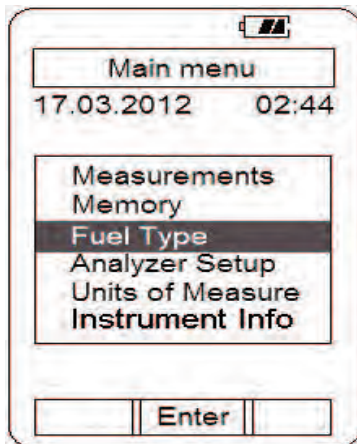 Main menu
17.03.2012 02:44
Measurements
Memory
Fuel Type
Analyzer Setup
Units of Measure
Instrument Info
Enter